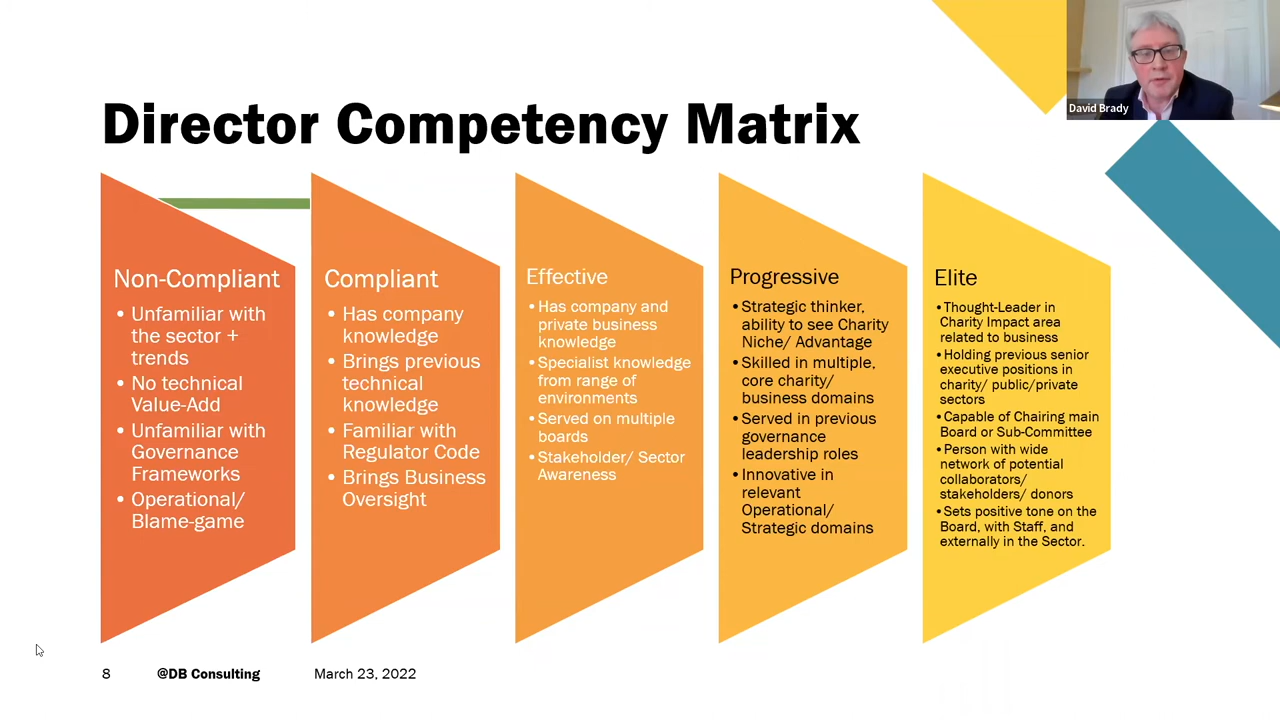 David Brady
Director Competency Matrix
Non-Compliant
• Unfamiliar with
the sector +
trends
• No technical
Value-Add
• Unfamiliar with
Governance
Frameworks
• Operational/
Blame-game
Compliant
• Has company
knowledge
• Brings previous
technical
knowledge
• Familiar with
Regulator Code
• Brings Business
Oversight
Effective
• Has company and
private business
knowledge
• Specialist knowledge
from range of
environments
• Served on multiple
boards
• Stakeholder/ Sector
Awareness
Progressive
• Strategic thinker,
ability to see Charity
Niche/ Advantage
• Skilled in multiple,
core charity/
business domains
• Served in previous
governance
leadership roles
• Innovative in
relevant
Operational/
Strategic domains
Elite
• Thought-Leader in
Charity Impact area
related to business
• Holding previous senior
executive positions in
charity/ public/private
sectors
• Capable of Chairing main
Board or Sub-Committee
• Person with wide
network of potential
collaborators/
stakeholders/ donors
• Sets positive tone on the
Board, with Staff, and
externally in the Sector.
8 @DB Consulting March 23, 2022